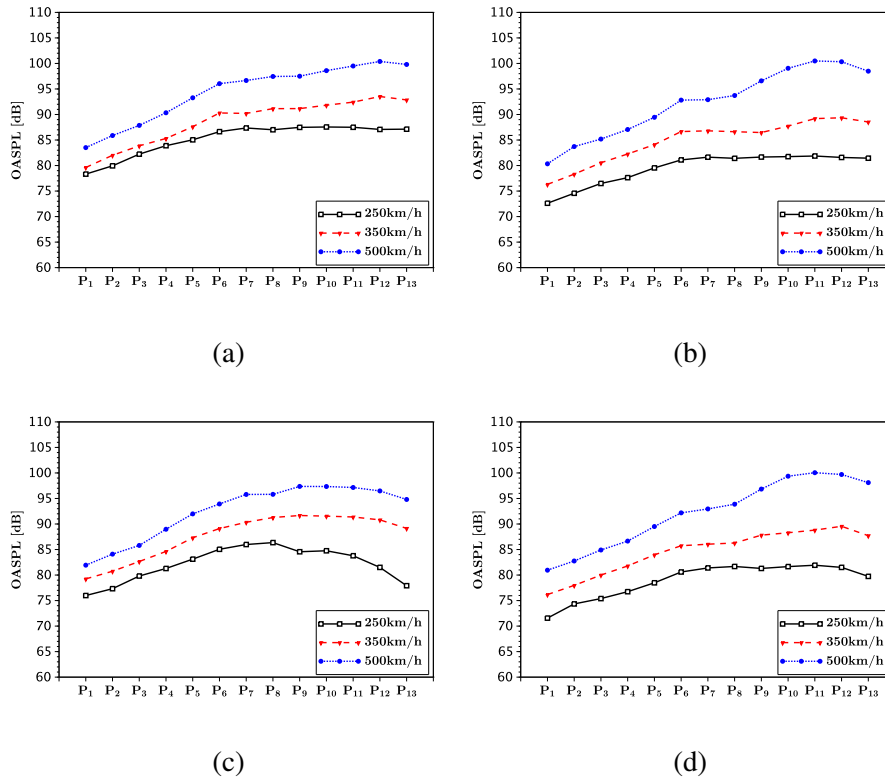 110
105
100
95
90
85
80
75
70
65
60
OASPL [dB]
P₁ P₂ P₃ P₄ P₅ P₆ P₇ P₈ P₉ P₁₀ P₁₁ P₁₂ P₁₃
250km/h
350km/h
500km/h
(a)
110
105
100
95
90
85
80
75
70
65
60
OASPL [dB]
P₁ P₂ P₃ P₄ P₅ P₆ P₇ P₈ P₉ P₁₀ P₁₁ P₁₂ P₁₃
250km/h
350km/h
500km/h
(b)
110
105
100
95
90
85
80
75
70
65
60
OASPL [dB]
P₁ P₂ P₃ P₄ P₅ P₆ P₇ P₈ P₉ P₁₀ P₁₁ P₁₂ P₁₃
250km/h
350km/h
500km/h
(c)
110
105
100
95
90
85
80
75
70
65
60
OASPL [dB]
P₁ P₂ P₃ P₄ P₅ P₆ P₇ P₈ P₉ P₁₀ P₁₁ P₁₂ P₁₃
250km/h
350km/h
500km/h
(d)